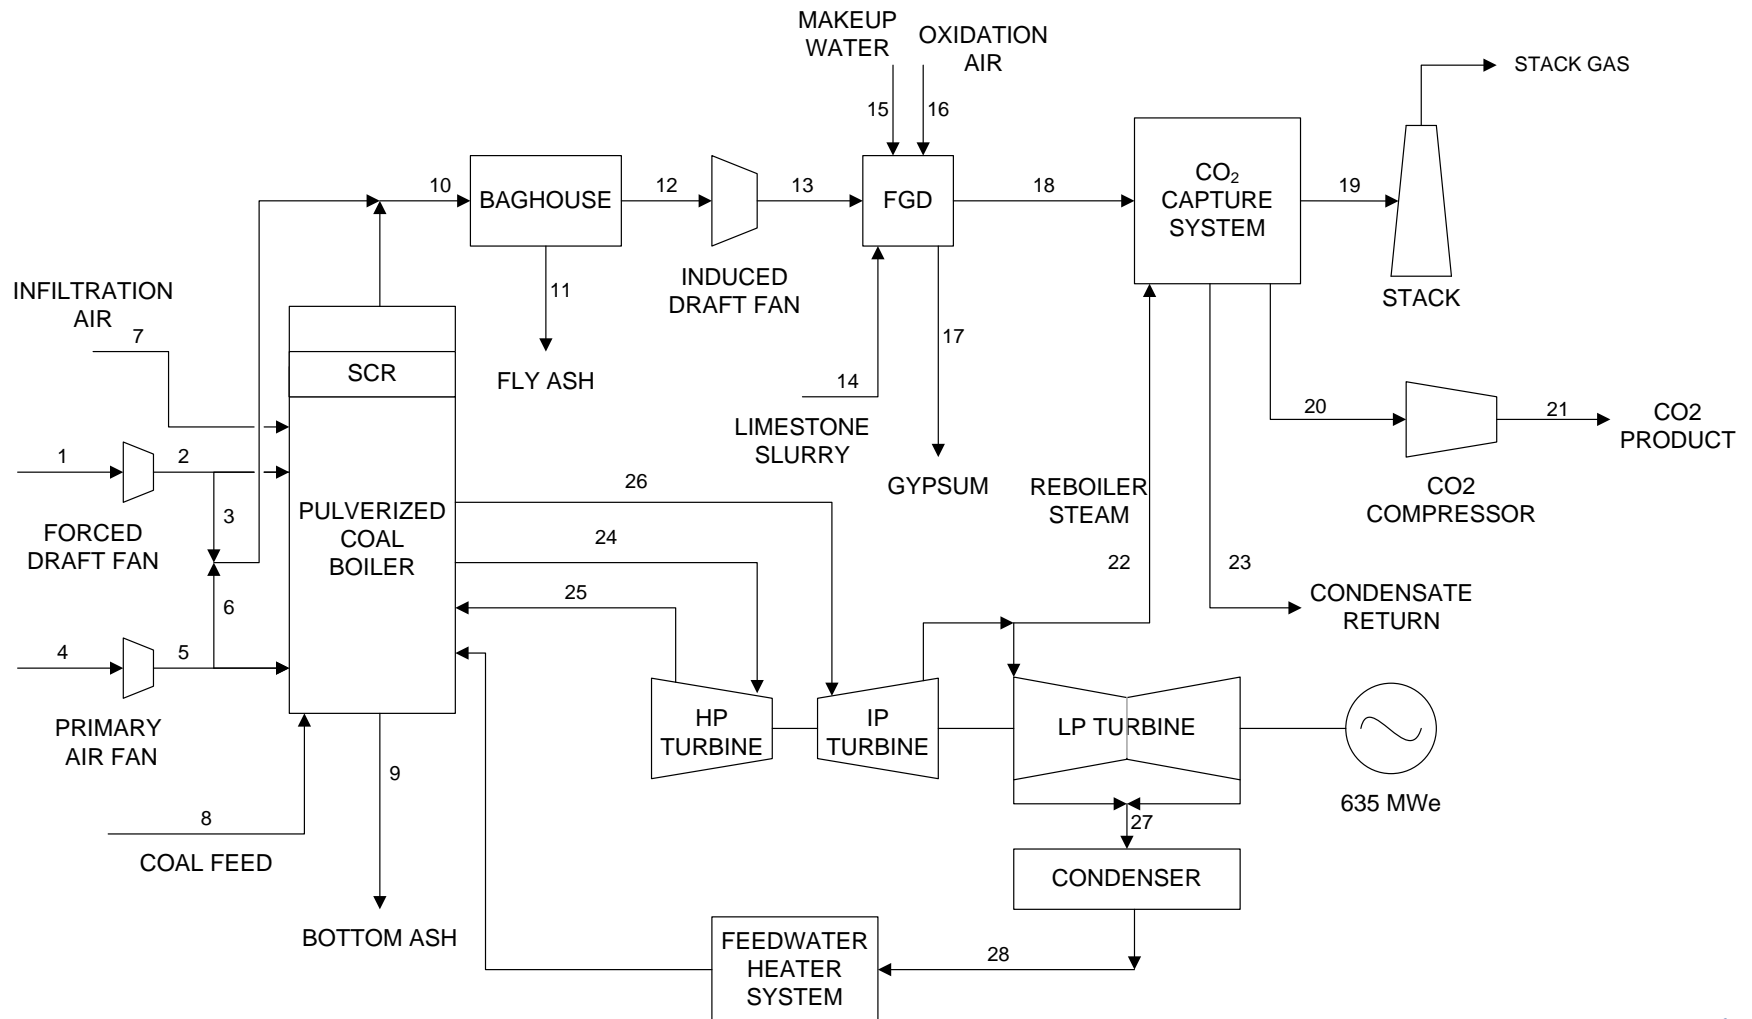 MAKEUP
WATER
OXIDATION
AIR
STACK GAS
15
16
10
BAGHOUSE
12
13
FGD
18
CO₂
CAPTURE
SYSTEM
19
INFILTRATION
AIR
7
11
INDUCED
DRAFT FAN
17
STACK
SCR
FLY ASH
14
LIMESTONE
SLURRY
20
21
CO2
PRODUCT
1
2
26
GYPSUM
REBOILER
STEAM
CO2
COMPRESSOR
FORCED
DRAFT FAN
3
PULVERIZED
COAL
BOILER
24
22
23
25
6
CONDENSATE
RETURN
4
5
PRIMARY
AIR FAN
HP
TURBINE
IP
TURBINE
LP TURBINE
9
635 MWe
8
27
COAL FEED
CONDENSER
BOTTOM ASH
FEEDWATER
HEATER
SYSTEM
28